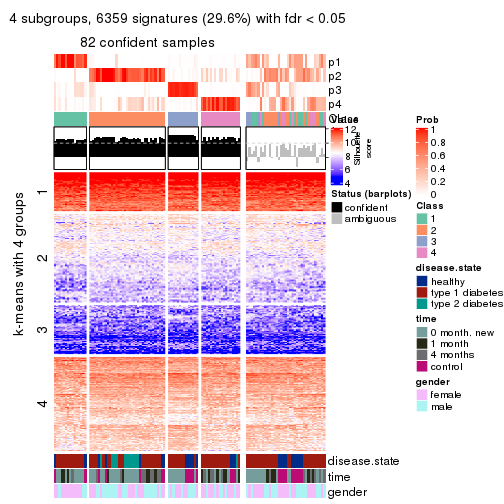 4 subgroups, 6359 signatures (29.6%) with fdr < 0.05
82 confident samples
p1
p2
p3
p4
Class
Value
12
10
8
6
4
Silhouette
score
1
2
3
4
k-means with 4 groups
disease.state
time
gender
Status (barplots)
confident
ambiguous
Prob
1
0.8
0.6
0.4
0.2
0
Class
1
2
3
4
disease.state
healthy
type 1 diabetes
type 2 diabetes
time
0 month. new
1 month
4 months
control
gender
female
male